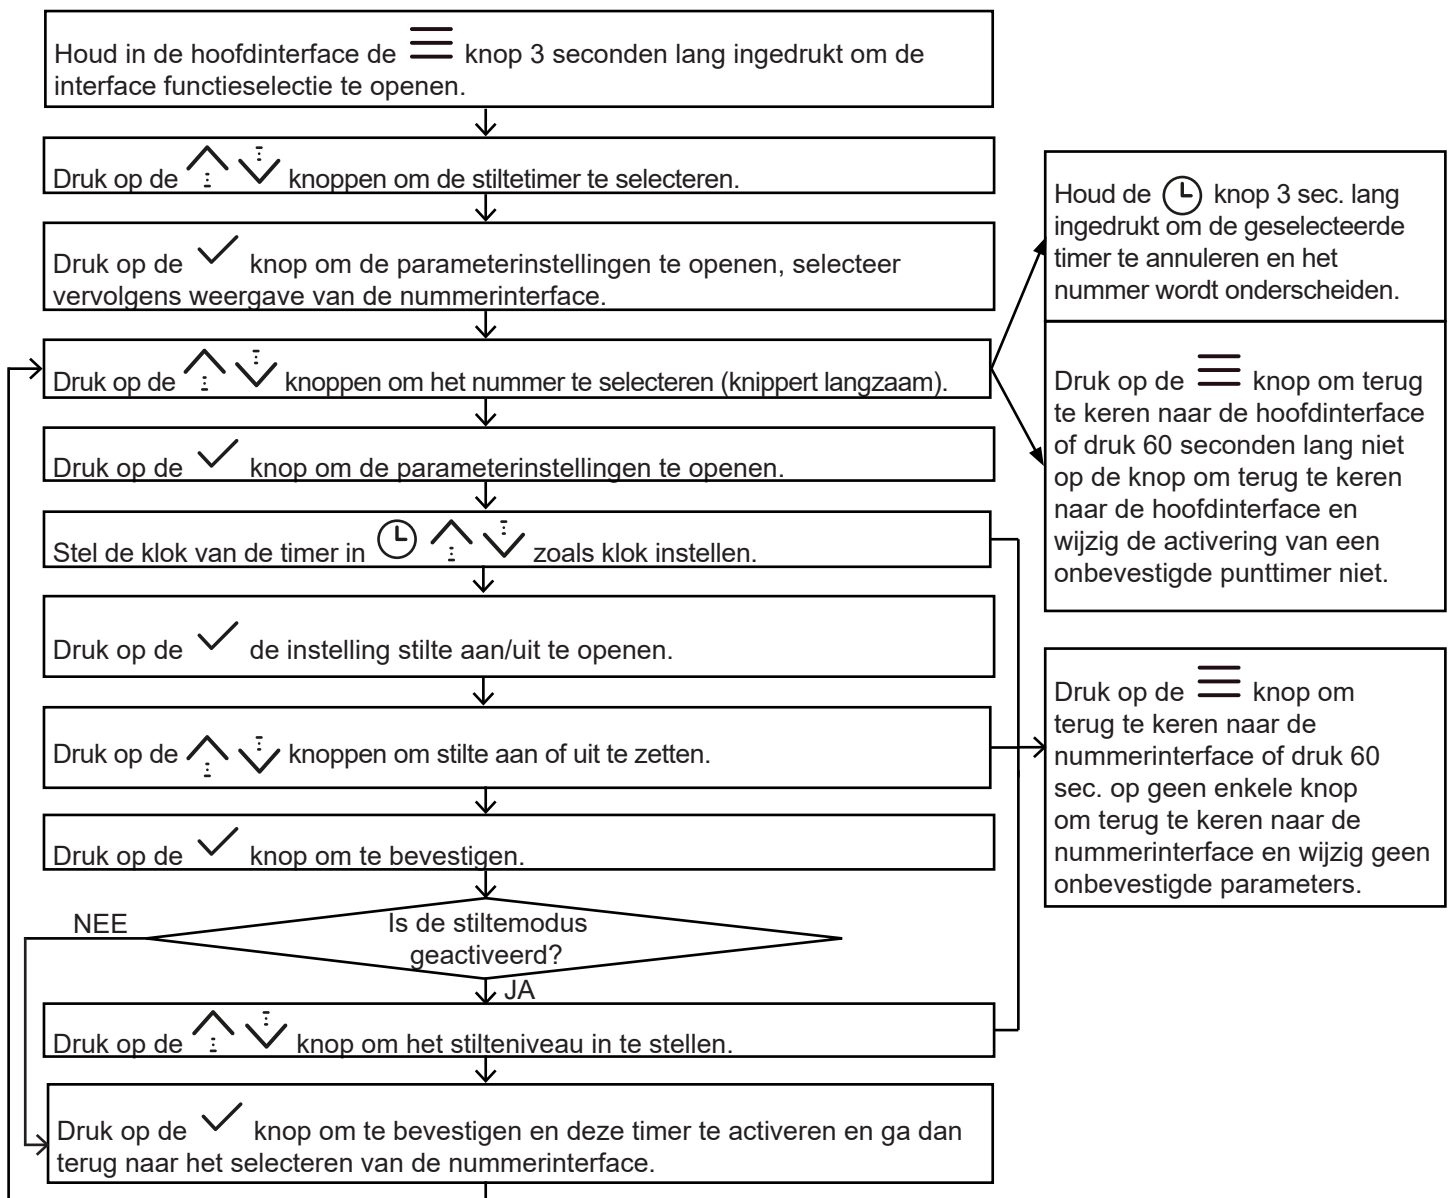 Houd in de hoofdinterface de knop 3 seconden lang ingedrukt om de
interface functieselectie te openen.
Druk op de knoppen om de stiltetimer te selecteren.
Druk op de knop om de parameterinstellingen te openen, selecteer
vervolgens weergave van de nummerinterface.
Druk op de knoppen om het nummer te selecteren (knippert langzaam).
Houd de knop 3 sec. lang
ingedrukt om de geselecteerde
timer te annuleren en het
nummer wordt onderscheiden.
Druk op de knop om terug
te keren naar de hoofdinterface
of druk 60 seconden lang niet
op de knop om terug te keren
naar de hoofdinterface en
wijzig de activering van een
onbevestigde punttimer niet.
Druk op de knop om de parameterinstellingen te openen.
Stel de klok van de timer in zoals klok instellen.
Druk op de de instelling stilte aan/uit te openen.
Druk op de knoppen om stilte aan of uit te zetten.
Druk op de knop om
terug te keren naar de
nummerinterface of druk 60
sec. op geen enkele knop
om terug te keren naar de
nummerinterface en wijzig geen
onbevestigde parameters.
Druk op de knop om te bevestigen.
Is de stiltemodus
geactiveerd?
NEE
JA
Druk op de knop om het stilteniveau in te stellen.
Druk op de knop om te bevestigen en deze timer te activeren en ga dan
terug naar het selecteren van de nummerinterface.